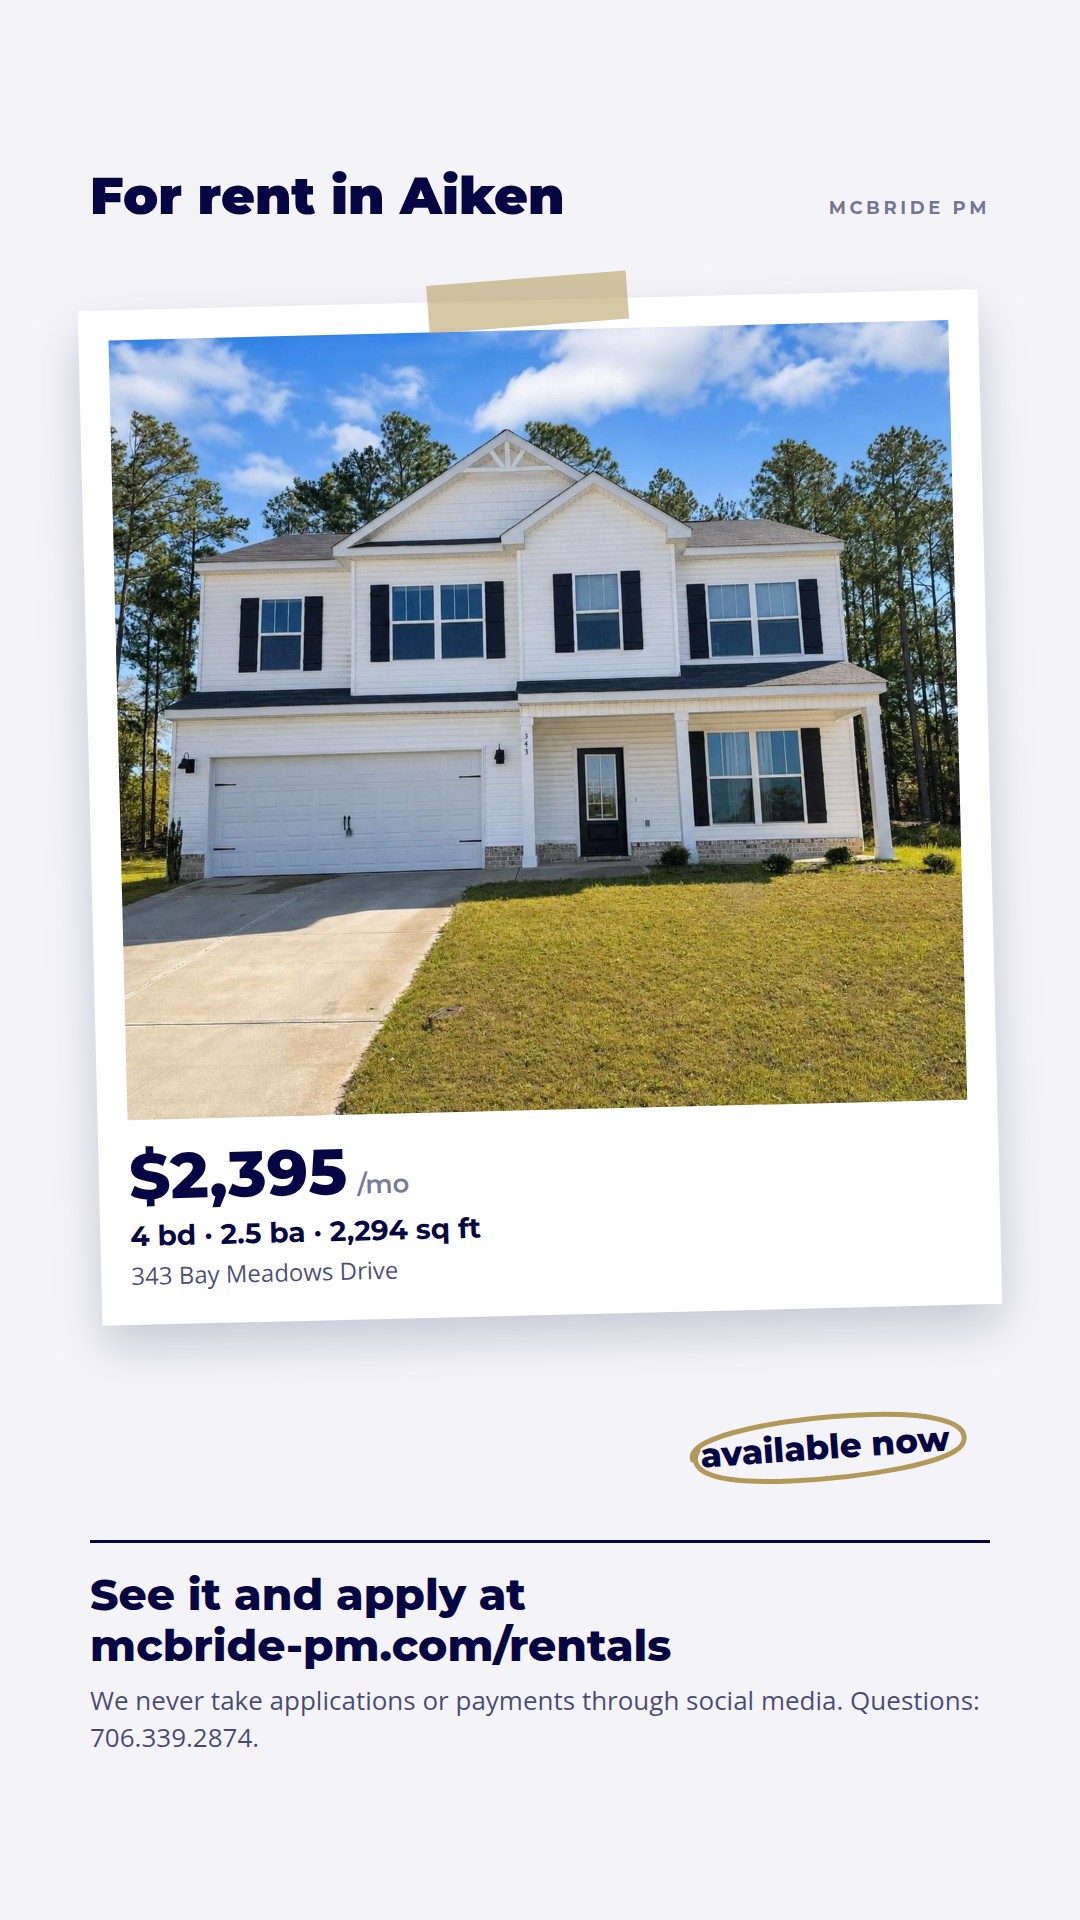 For rent in Aiken
MCBRIDE PM
343
$2,395 /mo
4 bd · 2.5 ba · 2,294 sq ft
343 Bay Meadows Drive
available now
See it and apply at
mcbride-pm.com/rentals
We never take applications or payments through social media. Questions:
706.339.2874.